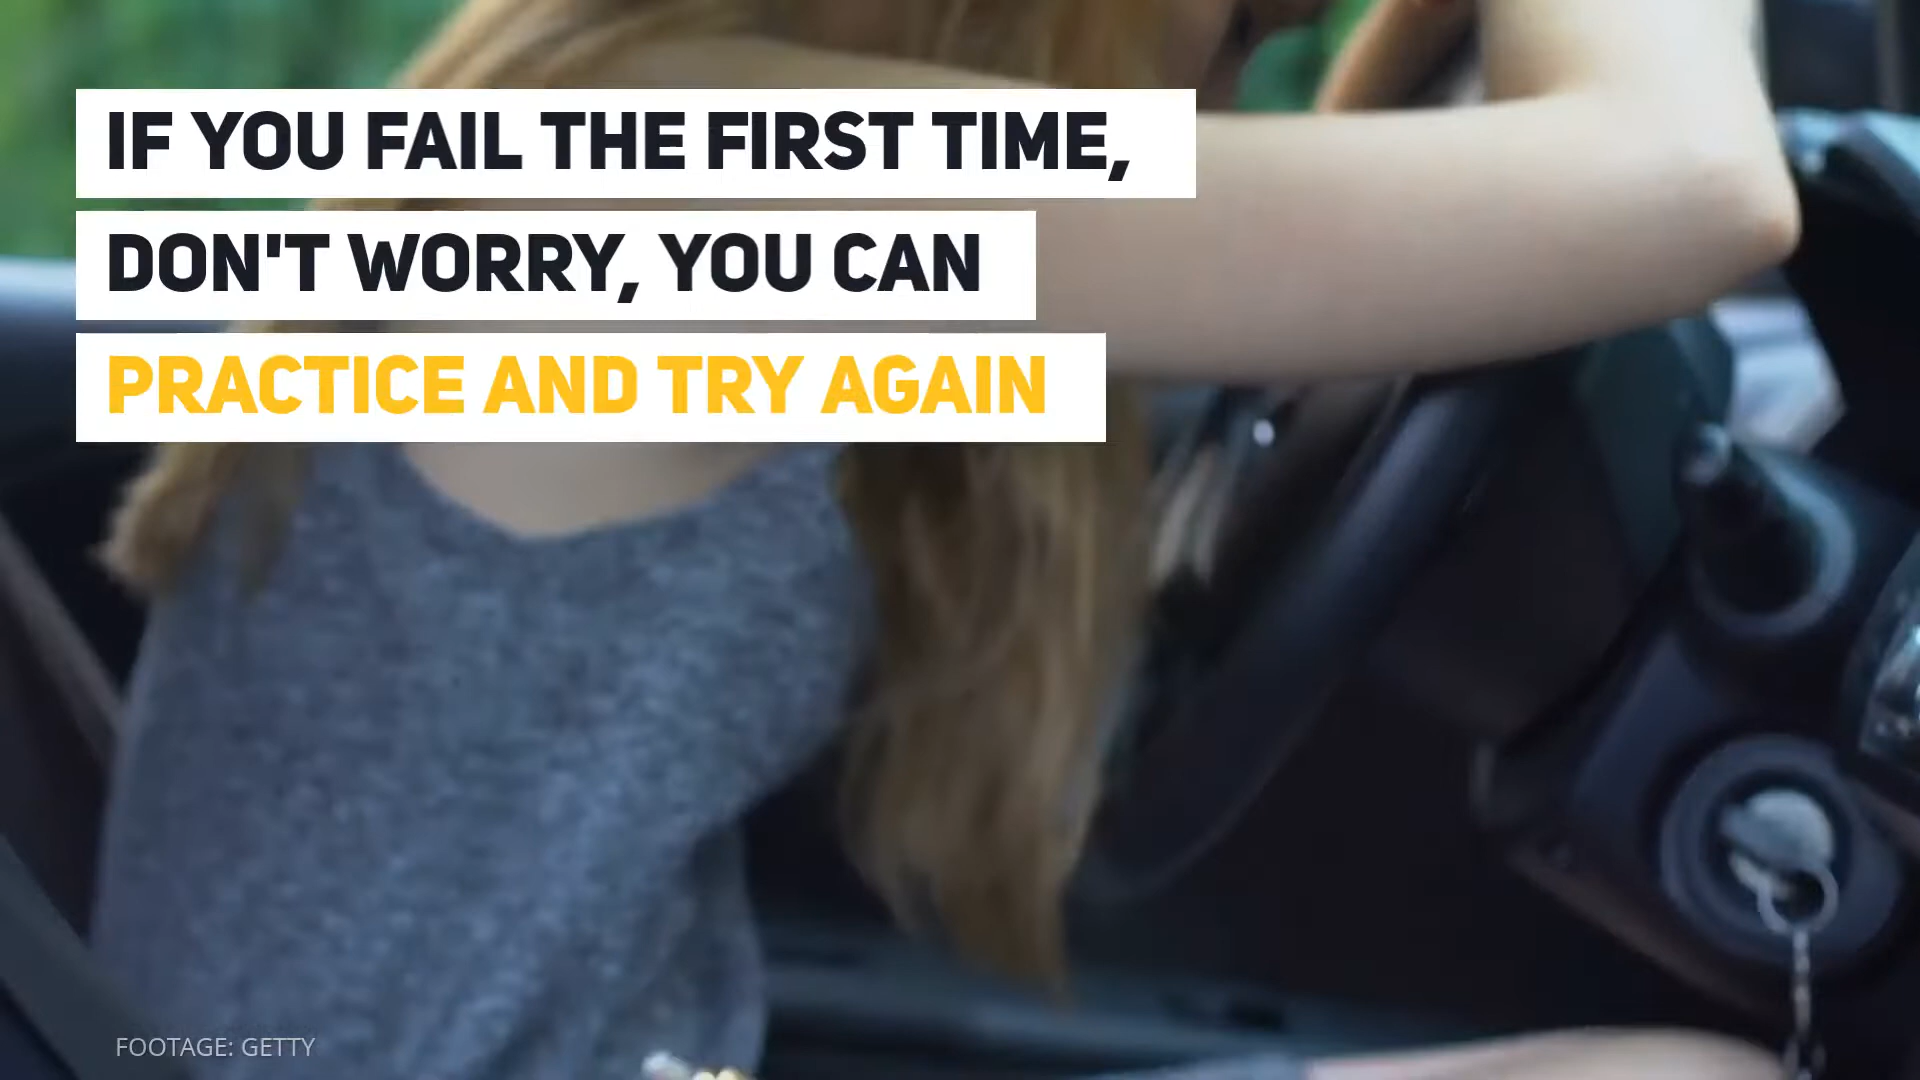 IF YOU FAIL THE FIRST TIME,
DON'T WORRY, YOU CAN
PRACTICE AND TRY AGAIN
FOOTAGE: GETTY